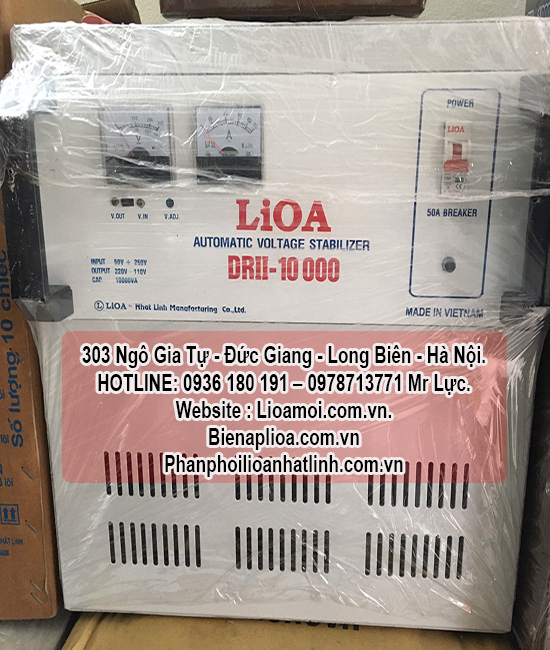 V
A
POWER
LiOA
V.OUT
V.IN
V.ADJ.
LiOA
50A BREAKER
AUTOMATIC VOLTAGE STABILIZER
INPUT 50V ÷ 250V
OUTPUT 220V - 110V
CAP 10000VA
DRII-10 000
LiOA - Nhat Linh Manufacturing Co.,Ltd.
MADE IN VIETNAM
Số lượng: 10 chiếc
303 Ngô Gia Tự - Đức Giang - Long Biên - Hà Nội.
HOTLINE: 0936 180 191 – 0978713771 Mr Lực.
Website : Lioamoi.com.vn.
Bienaplioa.com.vn
Phanphoilioanhatlinh.com.vn